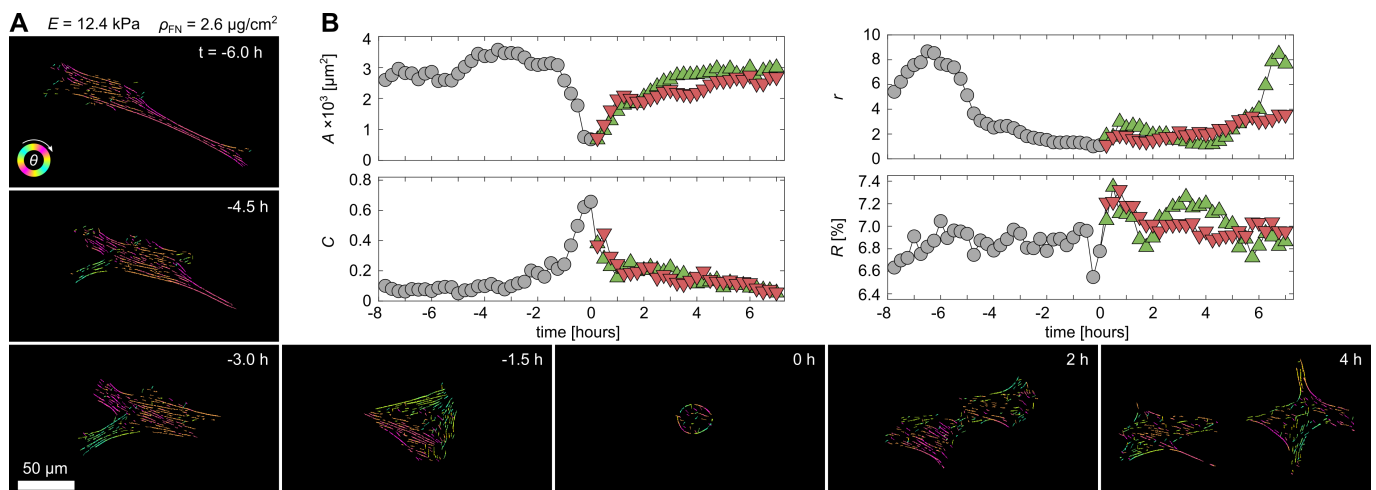 A
E = 12.4 kPa ρFN = 2.6 µg/cm²
t = -6.0 h
θ
-4.5 h
-3.0 h
50 µm
-1.5 h
0 h
2 h
4 h
B
A ×10³ [µm²]
4
3
2
1
0
C
0.8
0.6
0.4
0.2
0
-8 -6 -4 -2 0 2 4 6
time [hours]
r
10
8
6
4
2
0
R [%]
7.4
7.2
7.0
6.8
6.6
6.4
-8 -6 -4 -2 0 2 4 6
time [hours]